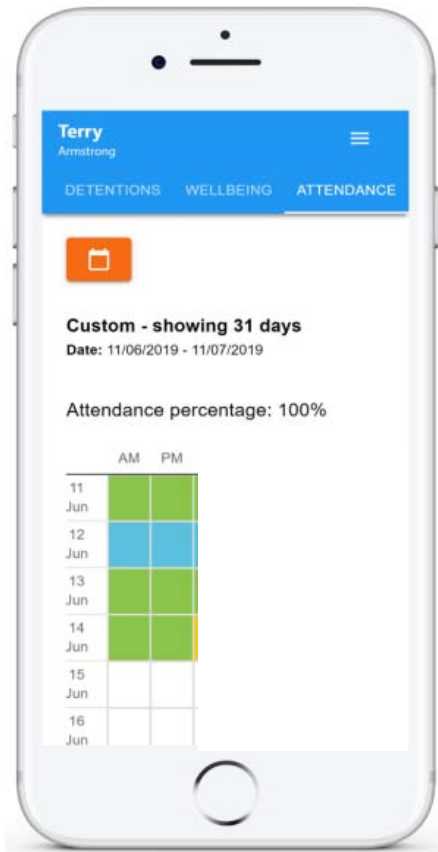 Terry
Armstrong
DETENTIONS WELLBEING ATTENDANCE
Custom - showing 31 days
Date: 11/06/2019 - 11/07/2019
Attendance percentage: 100%
AM PM
11
Jun
12
Jun
13
Jun
14
Jun
15
Jun
16
Jun